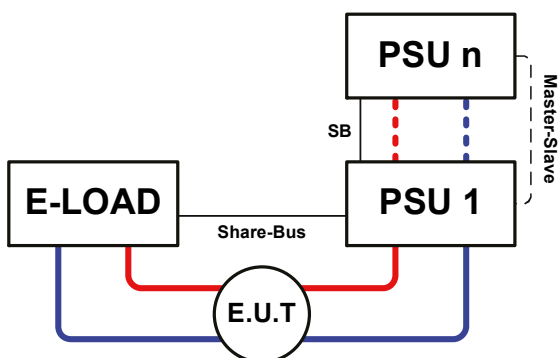 PSU n
Master-Slave
SB
E-LOAD
PSU 1
Share-Bus
E.U.T